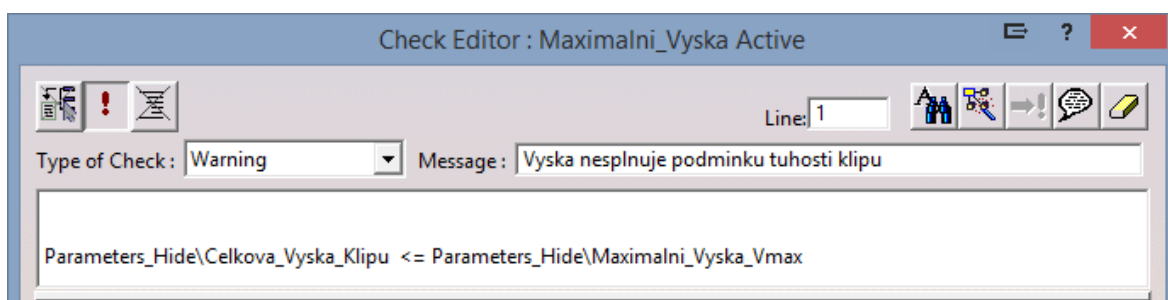 Check Editor : Maximalni_Vyska Active
Line: 1
Type of Check : Warning Message : Vyska nesplnuje podminku tuhosti klipu
Parameters_Hide\Celkova_Vyska_Klipu <= Parameters_Hide\Maximalni_Vyska_Vmax